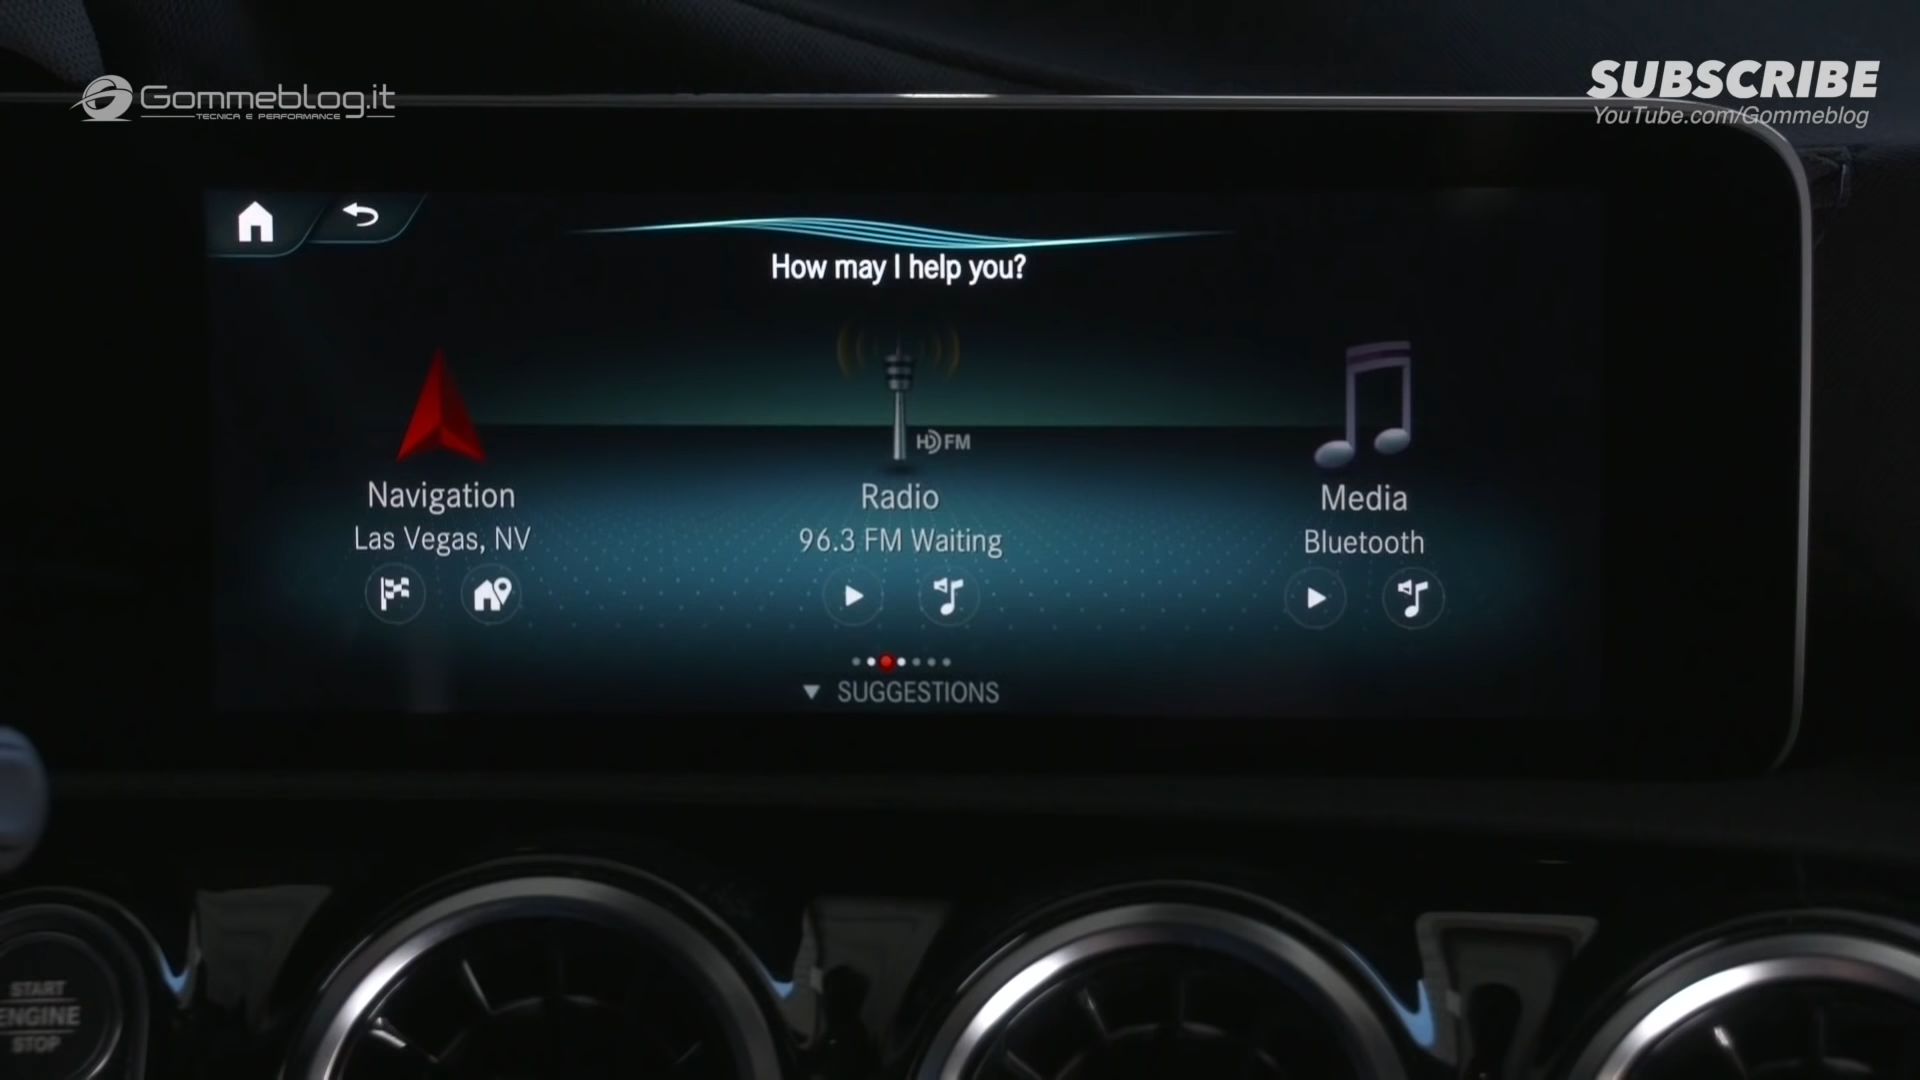 Gommeblog.it
TECNICA E PERFORMANCE
SUBSCRIBE
YouTube.com/Gommeblog
How may I help you?
HD FM
Navigation
Las Vegas, NV
Radio
96.3 FM Waiting
Media
Bluetooth
SUGGESTIONS
START
ENGINE
STOP